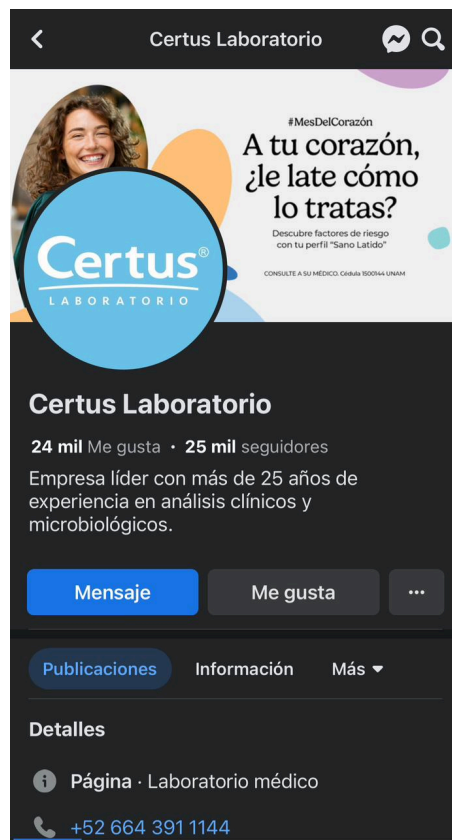 Certus Laboratorio
#MesDelCorazón
A tu corazón,
¿le late cómo
lo tratas?
Descubre factores de riesgo
con tu perfil "Sano Latido"
CONSULTE A SU MÉDICO. Cédula 1500144 UNAM
Certus®
LABORATORIO
Certus Laboratorio
24 mil Me gusta · 25 mil seguidores
Empresa líder con más de 25 años de
experiencia en análisis clínicos y
microbiológicos.
Mensaje
Me gusta
Publicaciones
Información
Más
Detalles
Página · Laboratorio médico
+52 664 391 1144